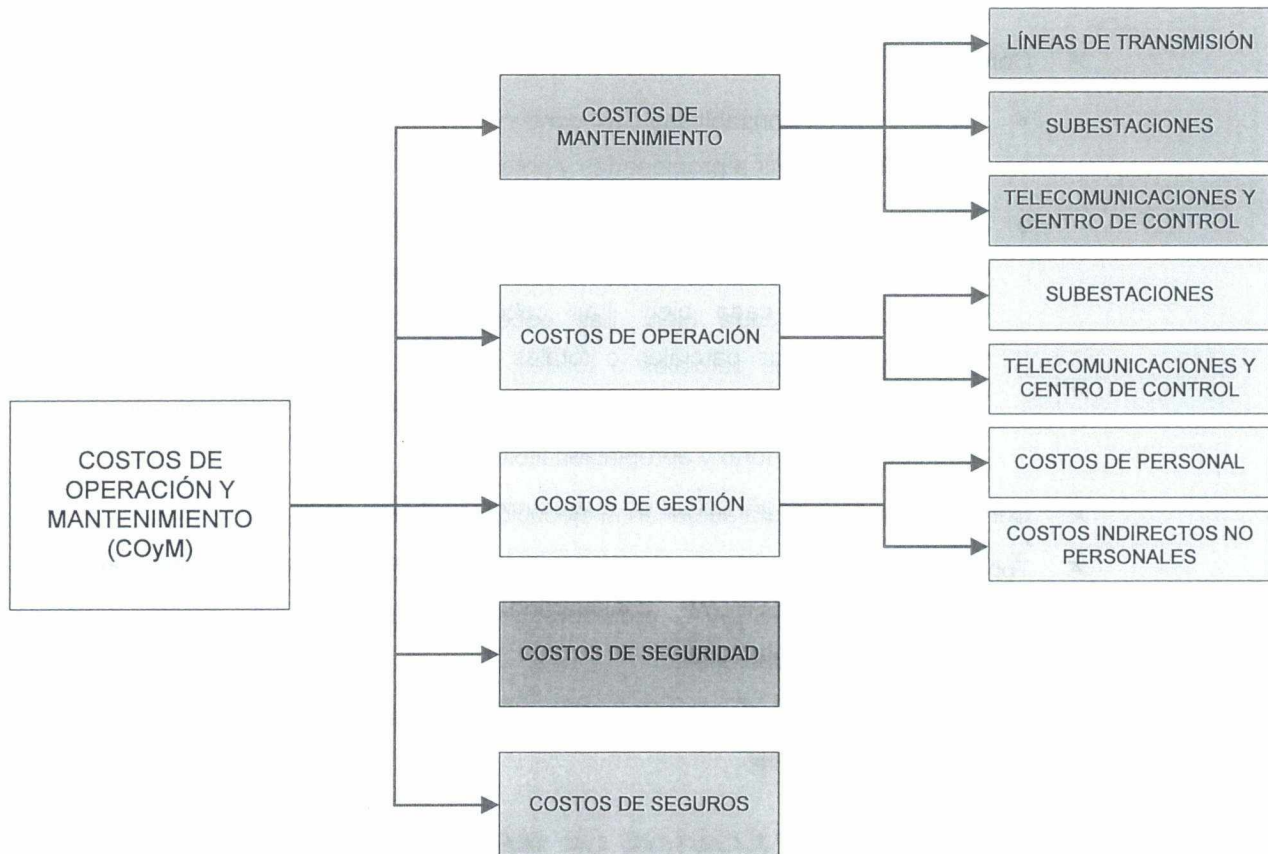 LÍNEAS DE TRANSMISIÓN
COSTOS DE
MANTENIMIENTO
SUBESTACIONES
TELECOMUNICACIONES Y
CENTRO DE CONTROL
COSTOS DE OPERACIÓN
SUBESTACIONES
TELECOMUNICACIONES Y
CENTRO DE CONTROL
COSTOS DE
OPERACIÓN Y
MANTENIMIENTO
(COyM)
COSTOS DE GESTIÓN
COSTOS DE PERSONAL
COSTOS INDIRECTOS NO
PERSONALES
COSTOS DE SEGURIDAD
COSTOS DE SEGUROS